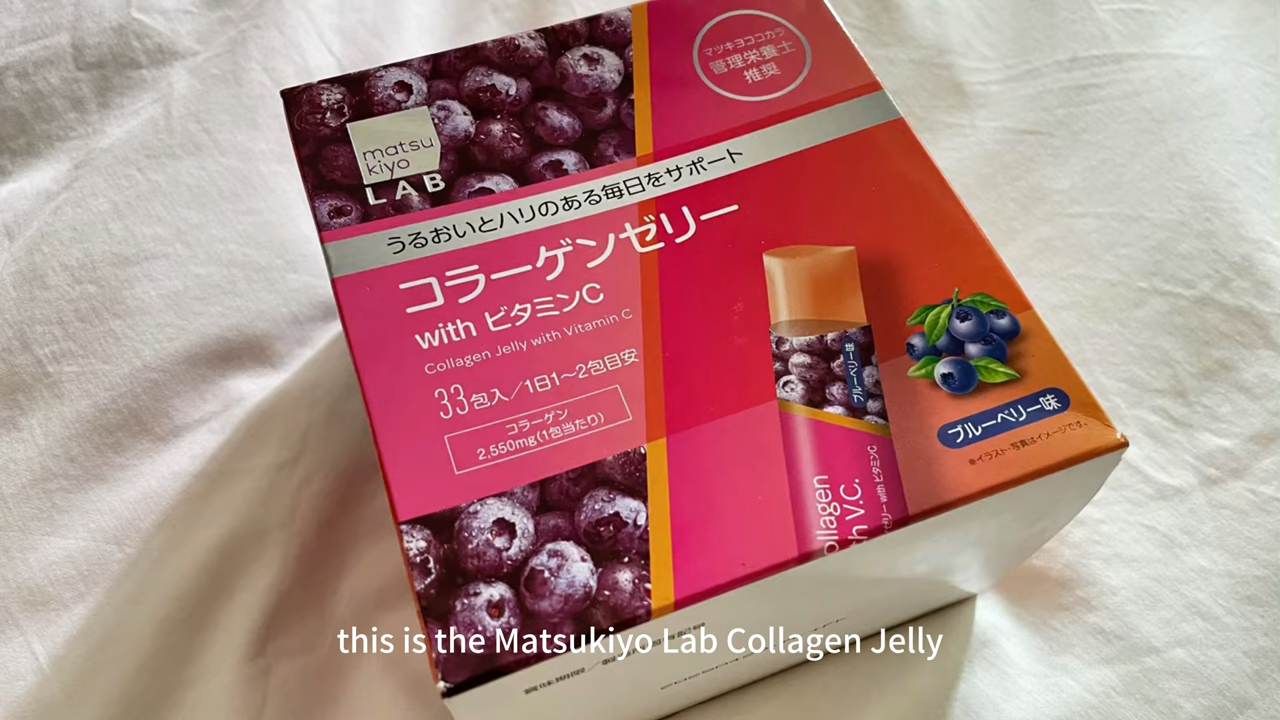 matsu
kiyo
LAB
マツキヨココカラ
管理栄養士
推奨
うるおいとハリのある毎日をサポート
コラーゲンゼリー
with ビタミンC
Collagen Jelly with Vitamin C
33包入／1日1～2包目安
コラーゲン
2,550mg(1包当たり)
ブルーベリー味
ollagen
h V.C.
ゼリー with ビタミンC
ブルーベリー味
※イラスト・写真はイメージです。
this is the Matsukiyo Lab Collagen Jelly